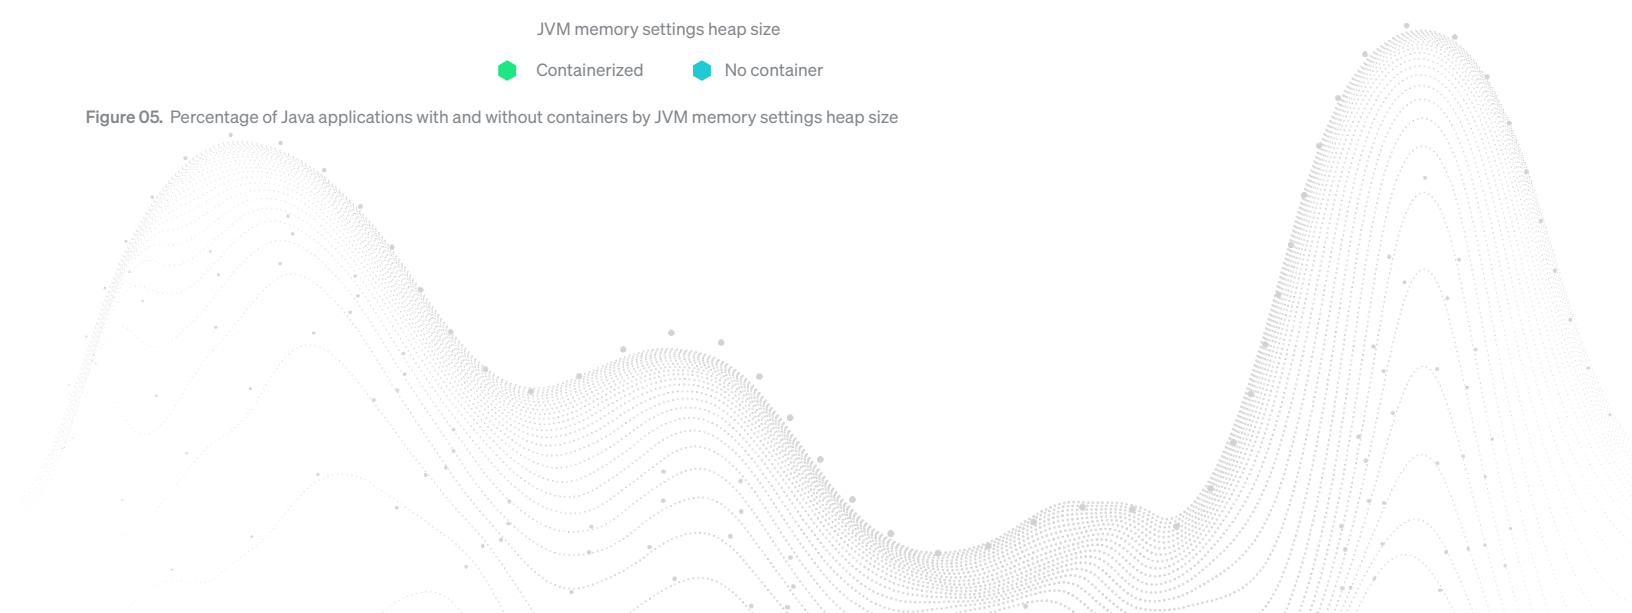 JVM memory settings heap size
Containerized No container
Figure 05. Percentage of Java applications with and without containers by JVM memory settings heap size